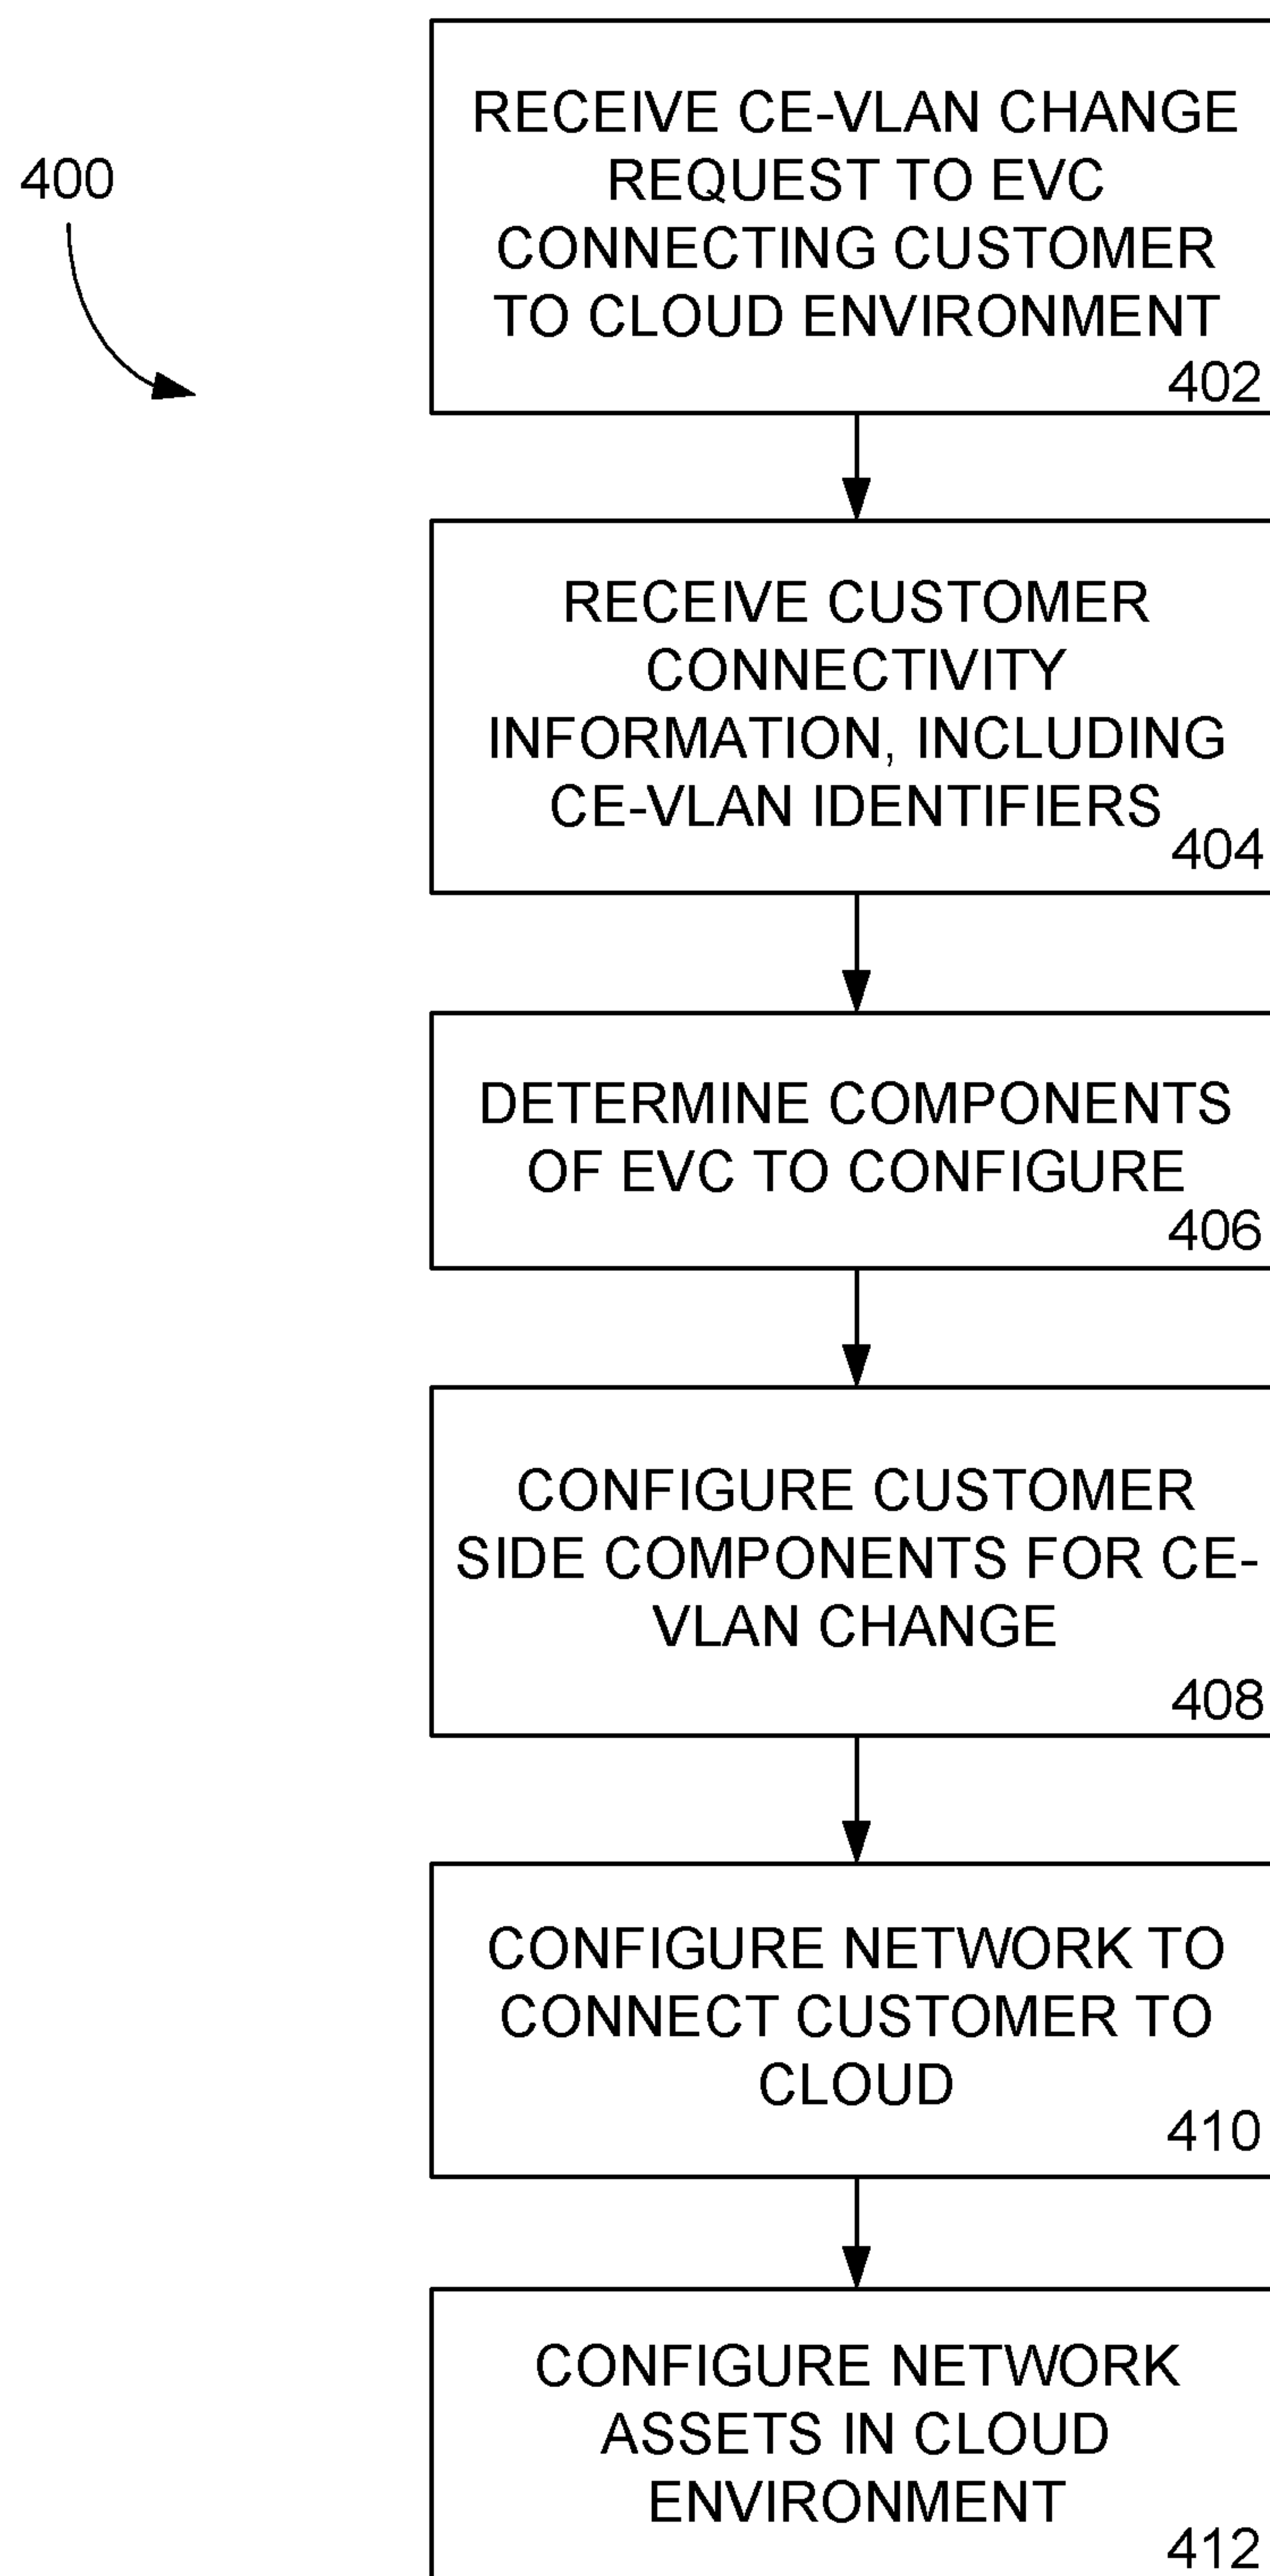 400
RECEIVE CE-VLAN CHANGE
REQUEST TO EVC
CONNECTING CUSTOMER
TO CLOUD ENVIRONMENT
402
RECEIVE CUSTOMER
CONNECTIVITY
INFORMATION, INCLUDING
CE-VLAN IDENTIFIERS
404
DETERMINE COMPONENTS
OF EVC TO CONFIGURE
406
CONFIGURE CUSTOMER
SIDE COMPONENTS FOR CE-
VLAN CHANGE
408
CONFIGURE NETWORK TO
CONNECT CUSTOMER TO
CLOUD
410
CONFIGURE NETWORK
ASSETS IN CLOUD
ENVIRONMENT
412